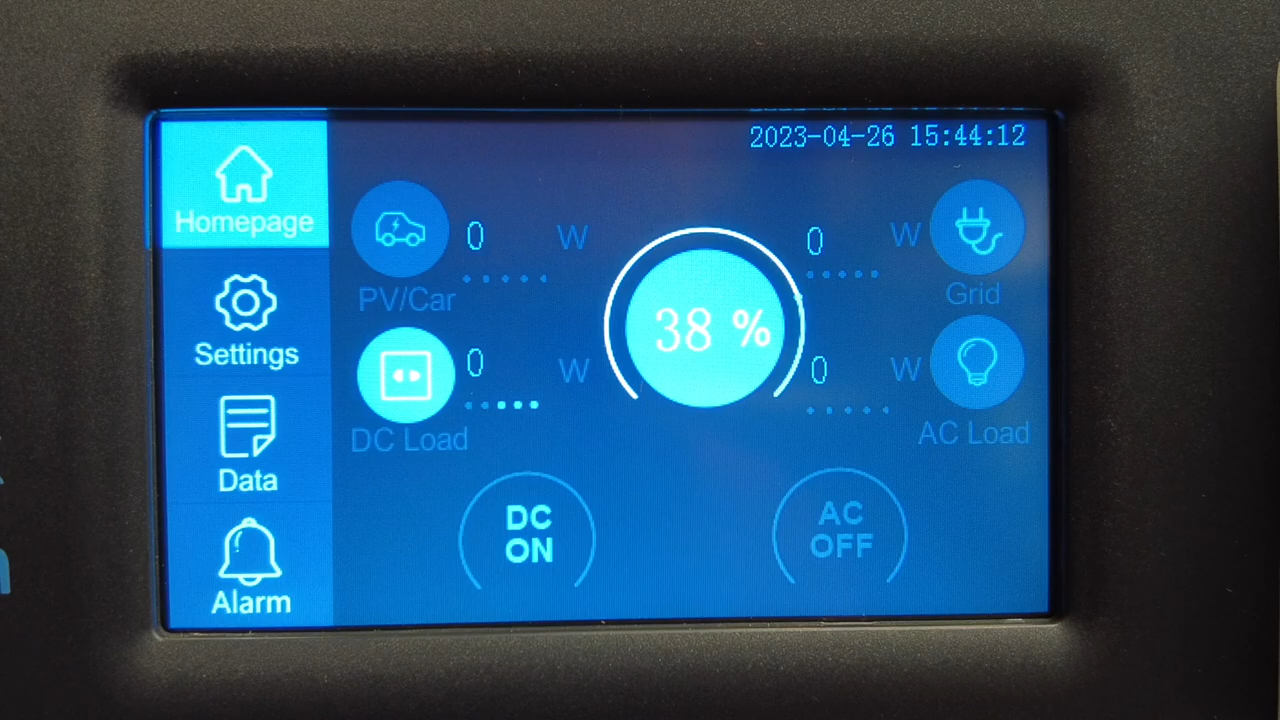 2023-04-26 15:44:12
Homepage
Settings
Data
Alarm
0 W
PV/Car
0 W
DC Load
38 %
0 W
Grid
0 W
AC Load
DC
ON
AC
OFF